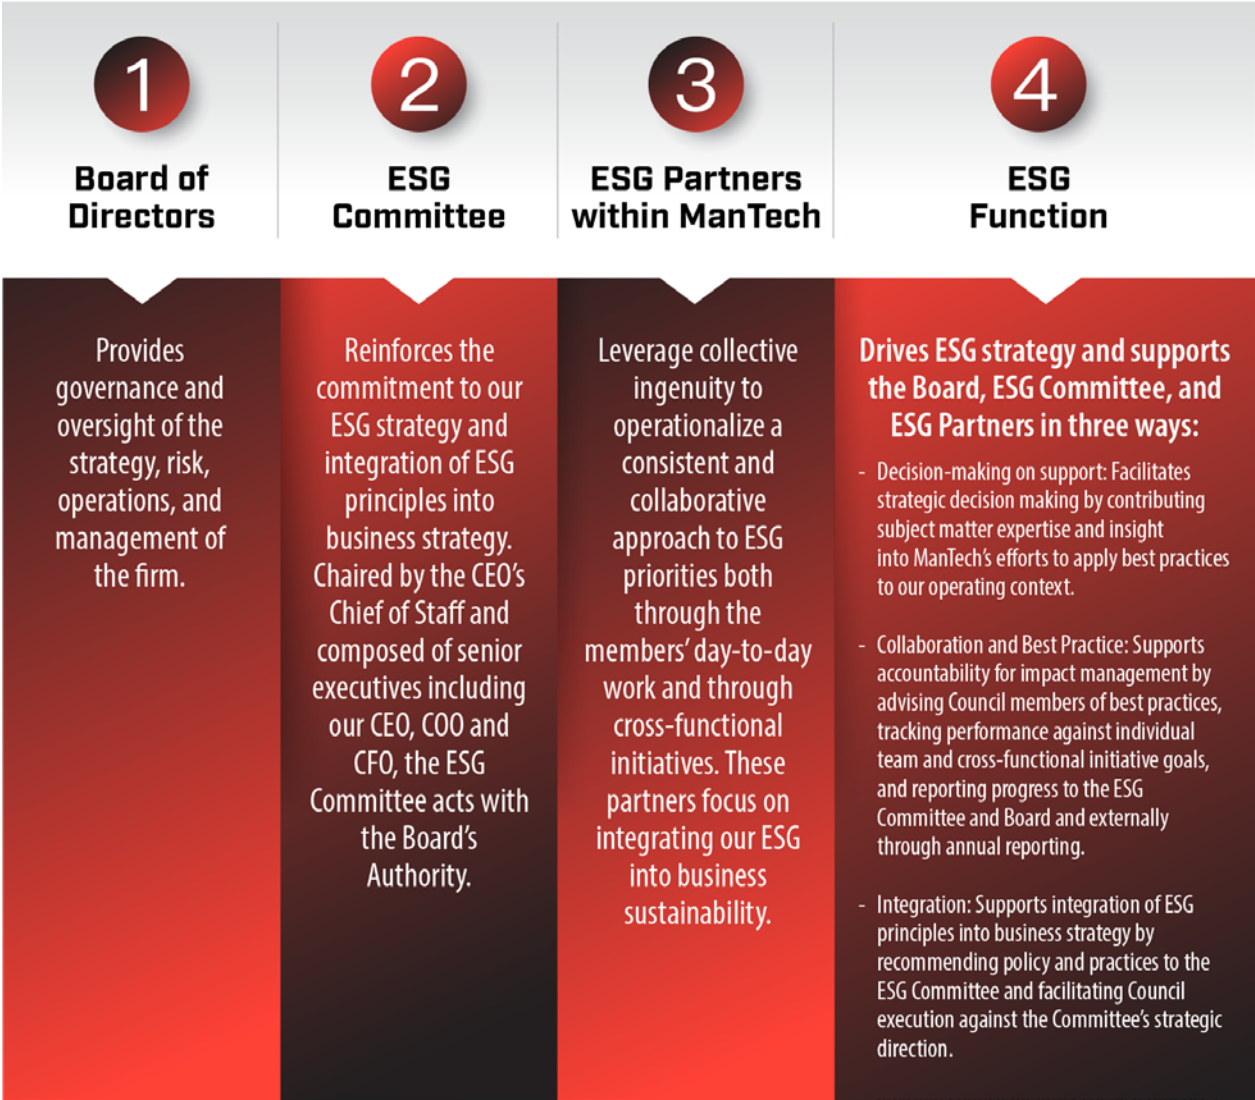 1
Board of
Directors
Provides
governance and
oversight of the
strategy, risk,
operations, and
management of
the firm.
2
ESG
Committee
Reinforces the
commitment to our
ESG strategy and
integration of ESG
principles into
business strategy.
Chaired by the CEO’s
Chief of Staff and
composed of senior
executives including
our CEO, COO and
CFO, the ESG
Committee acts with
the Board’s
Authority.
3
ESG Partners
within ManTech
Leverage collective
ingenuity to
operationalize a
consistent and
collaborative
approach to ESG
priorities both
through the
members’ day-to-day
work and through
cross-functional
initiatives. These
partners focus on
integrating our ESG
into business
sustainability.
4
ESG
Function
Drives ESG strategy and supports
the Board, ESG Committee, and
ESG Partners in three ways:
- Decision-making on support: Facilitates
strategic decision making by contributing
subject matter expertise and insight
into ManTech’s efforts to apply best practices
to our operating context.
- Collaboration and Best Practice: Supports
accountability for impact management by
advising Council members of best practices,
tracking performance against individual
team and cross-functional initiative goals,
and reporting progress to the ESG
Committee and Board and externally
through annual reporting.
- Integration: Supports integration of ESG
principles into business strategy by
recommending policy and practices to the
ESG Committee and facilitating Council
execution against the Committee’s strategic
direction.